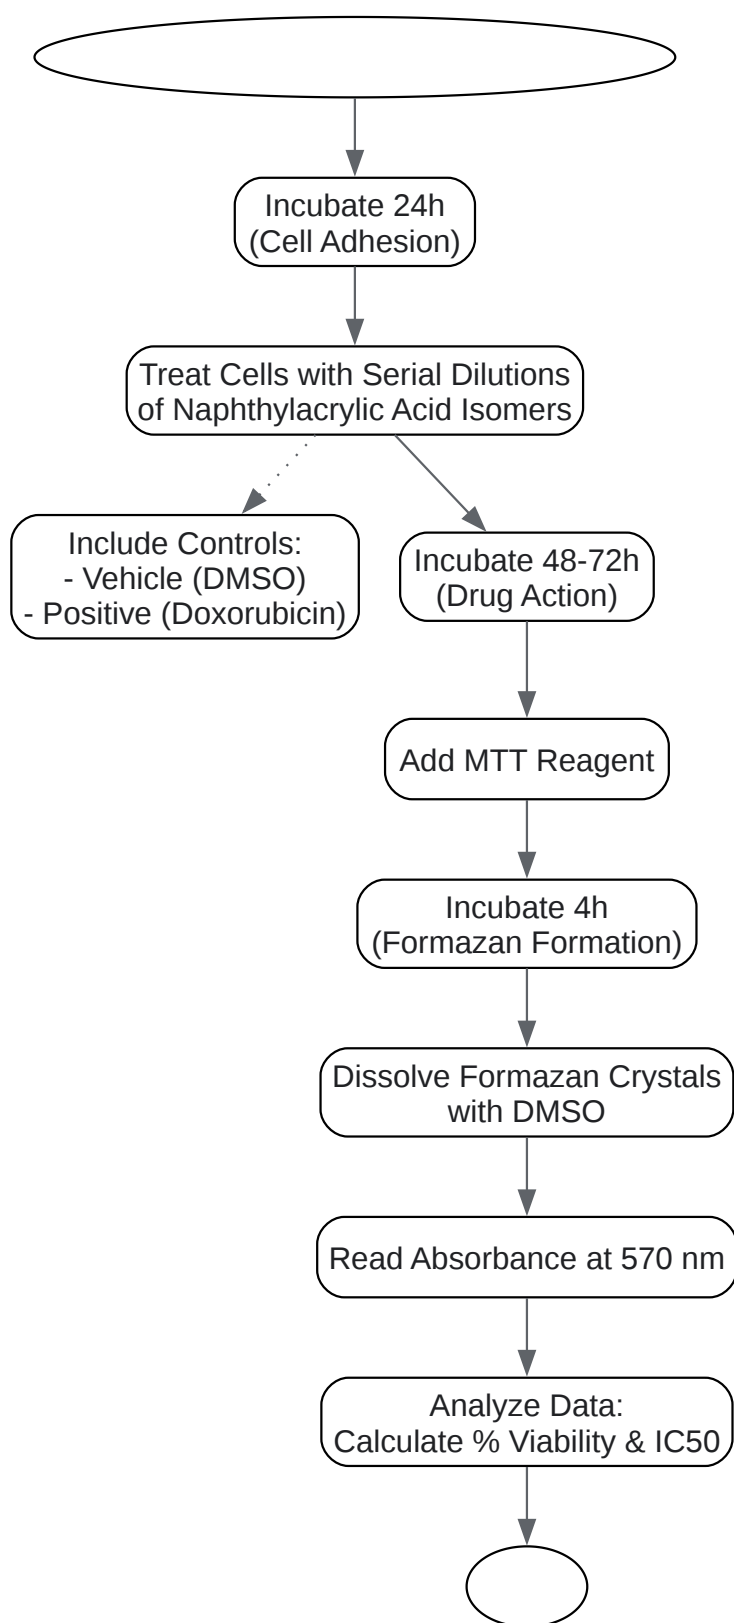 Incubate 24h
(Cell Adhesion)
Treat Cells with Serial Dilutions
of Naphthylacrylic Acid Isomers
Include Controls:
- Vehicle (DMSO)
- Positive (Doxorubicin)
Incubate 48-72h
(Drug Action)
Add MTT Reagent
Incubate 4h
(Formazan Formation)
Dissolve Formazan Crystals
with DMSO
Read Absorbance at 570 nm
Analyze Data:
Calculate % Viability & IC50